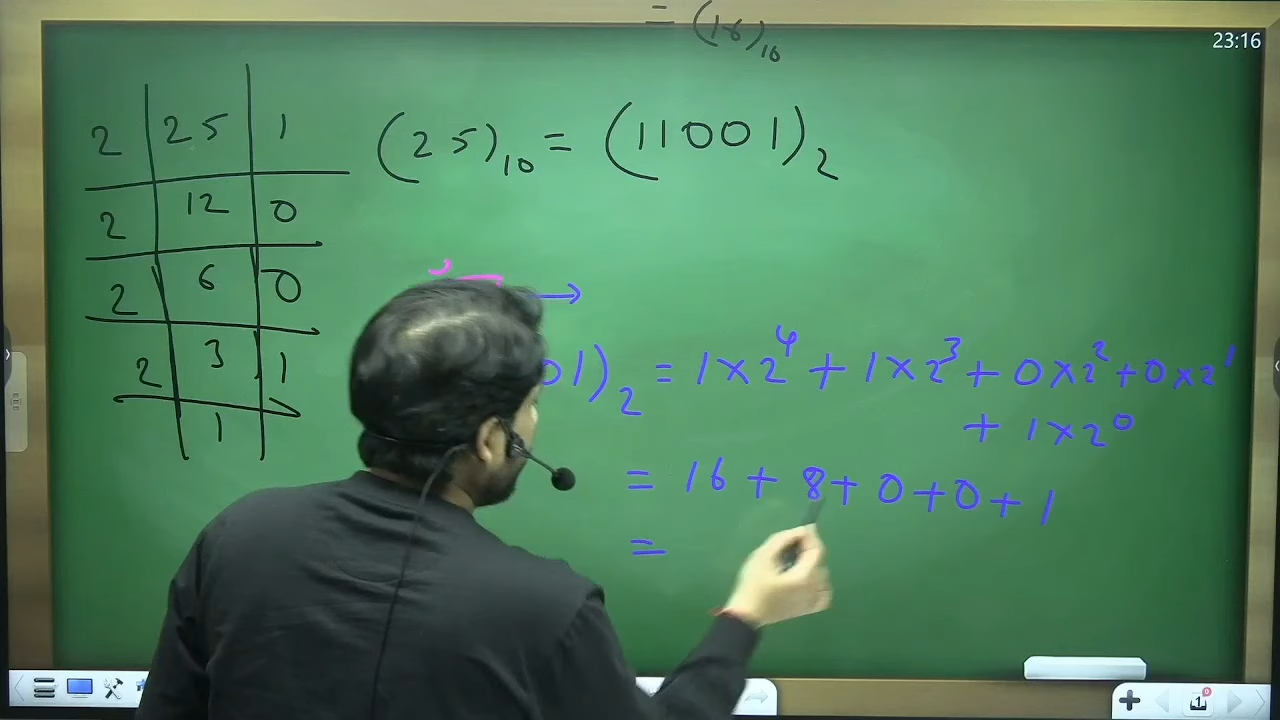 = (16)₁₀
23:16
2 | 25 | 1
(25)₁₀ = (11001)₂
2 | 12 | 0
2 | 6 | 0
2 | 3 | 1
1
01)₂ = 1×2⁴ + 1×2³ + 0×2² + 0×2¹
+ 1×2⁰
= 16 + 8 + 0 + 0 + 1
=